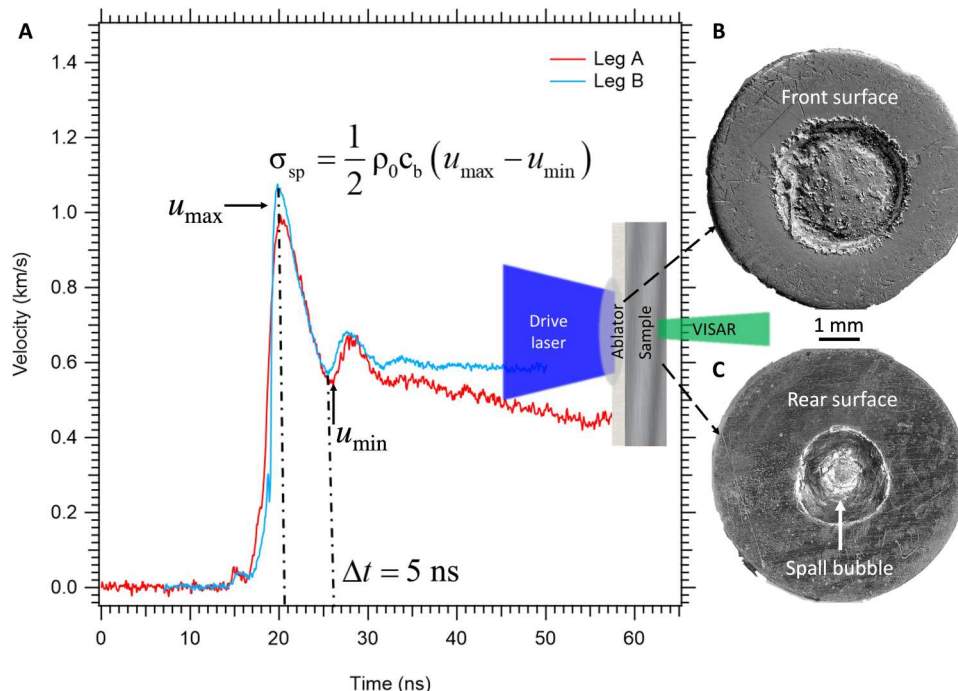 A
1.4
1.2
1.0
0.8
0.6
0.4
0.2
0.0
Velocity (km/s)
0
10
20
30
40
50
60
Time (ns)
Leg A
Leg B
σsp = 1/2 ρ0cb (umax − umin)
umax
umin
Δt = 5 ns
Drive
laser
Ablator
Sample
VISAR
B
Front surface
1 mm
C
Rear surface
Spall bubble